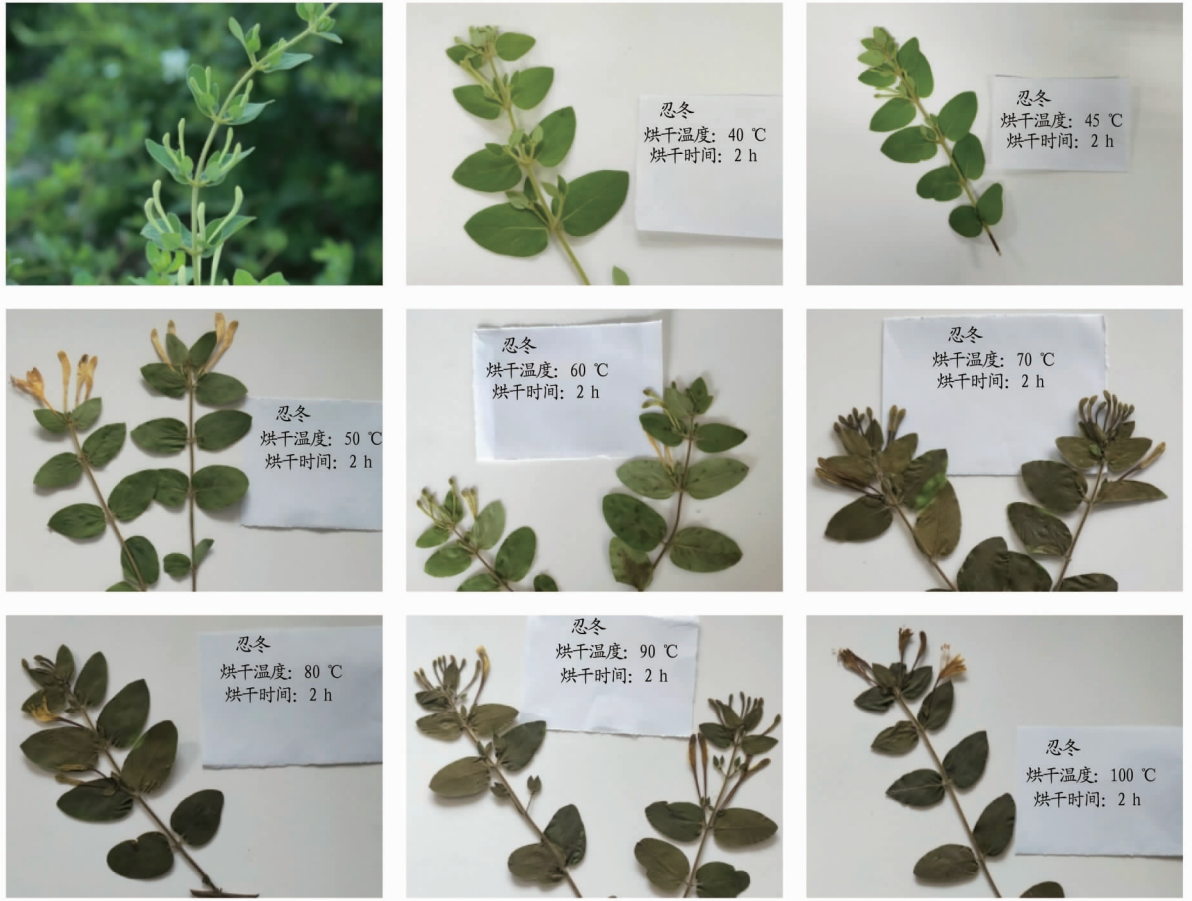 忍冬
烘干温度: 40 ℃
烘干时间: 2 h
忍冬
烘干温度: 45 ℃
烘干时间: 2 h
忍冬
烘干温度: 50 ℃
烘干时间: 2 h
忍冬
烘干温度: 60 ℃
烘干时间: 2 h
忍冬
烘干温度: 70 ℃
烘干时间: 2 h
忍冬
烘干温度: 80 ℃
烘干时间: 2 h
忍冬
烘干温度: 90 ℃
烘干时间: 2 h
忍冬
烘干温度: 100 ℃
烘干时间: 2 h